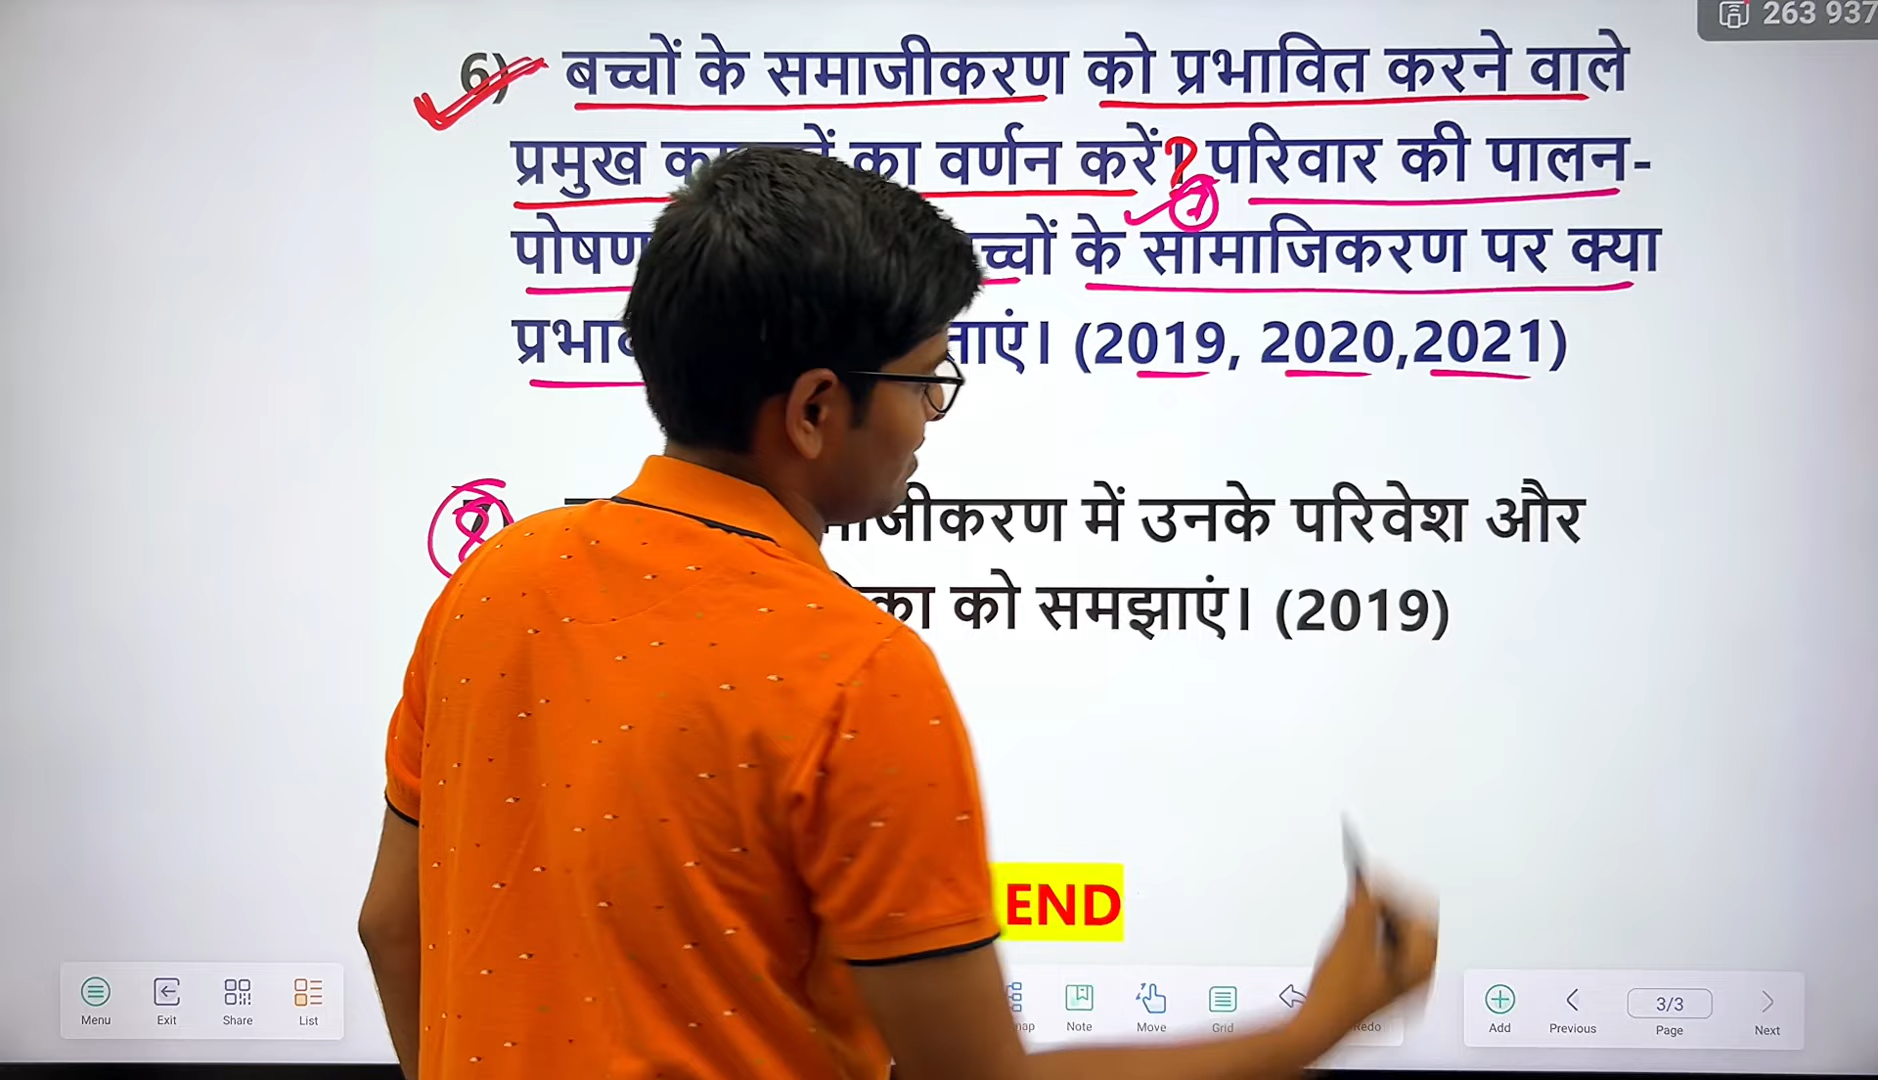 263 937
6) बच्चों के समाजीकरण को प्रभावित करने वाले
प्रमुख का वर्णन करें? परिवार की पालन-
पोषण के सामाजिकरण पर क्या
(2019, 2020,2021)
7
8 में उनके परिवेश और
को समझाएं। (2019)
END
Menu Exit Share List Note Move Grid Redo Add Previous 3/3 Page Next